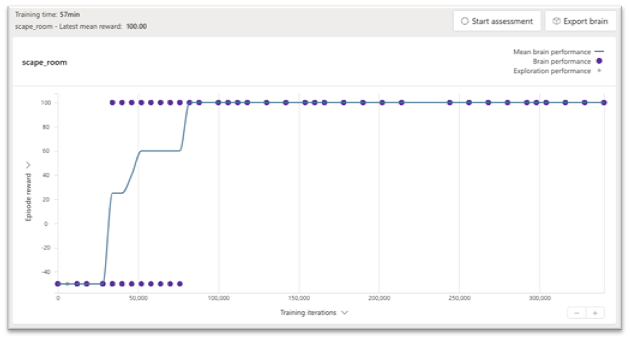 Training time: 57min
scape_room - Latest mean reward: 100.00
Start assessment
Export brain
scape_room
Mean brain performance
Brain performance
Exploration performance
Episode reward
100
80
60
40
20
0
-20
-40
0
50,000
100,000
150,000
200,000
250,000
300,000
Training iterations